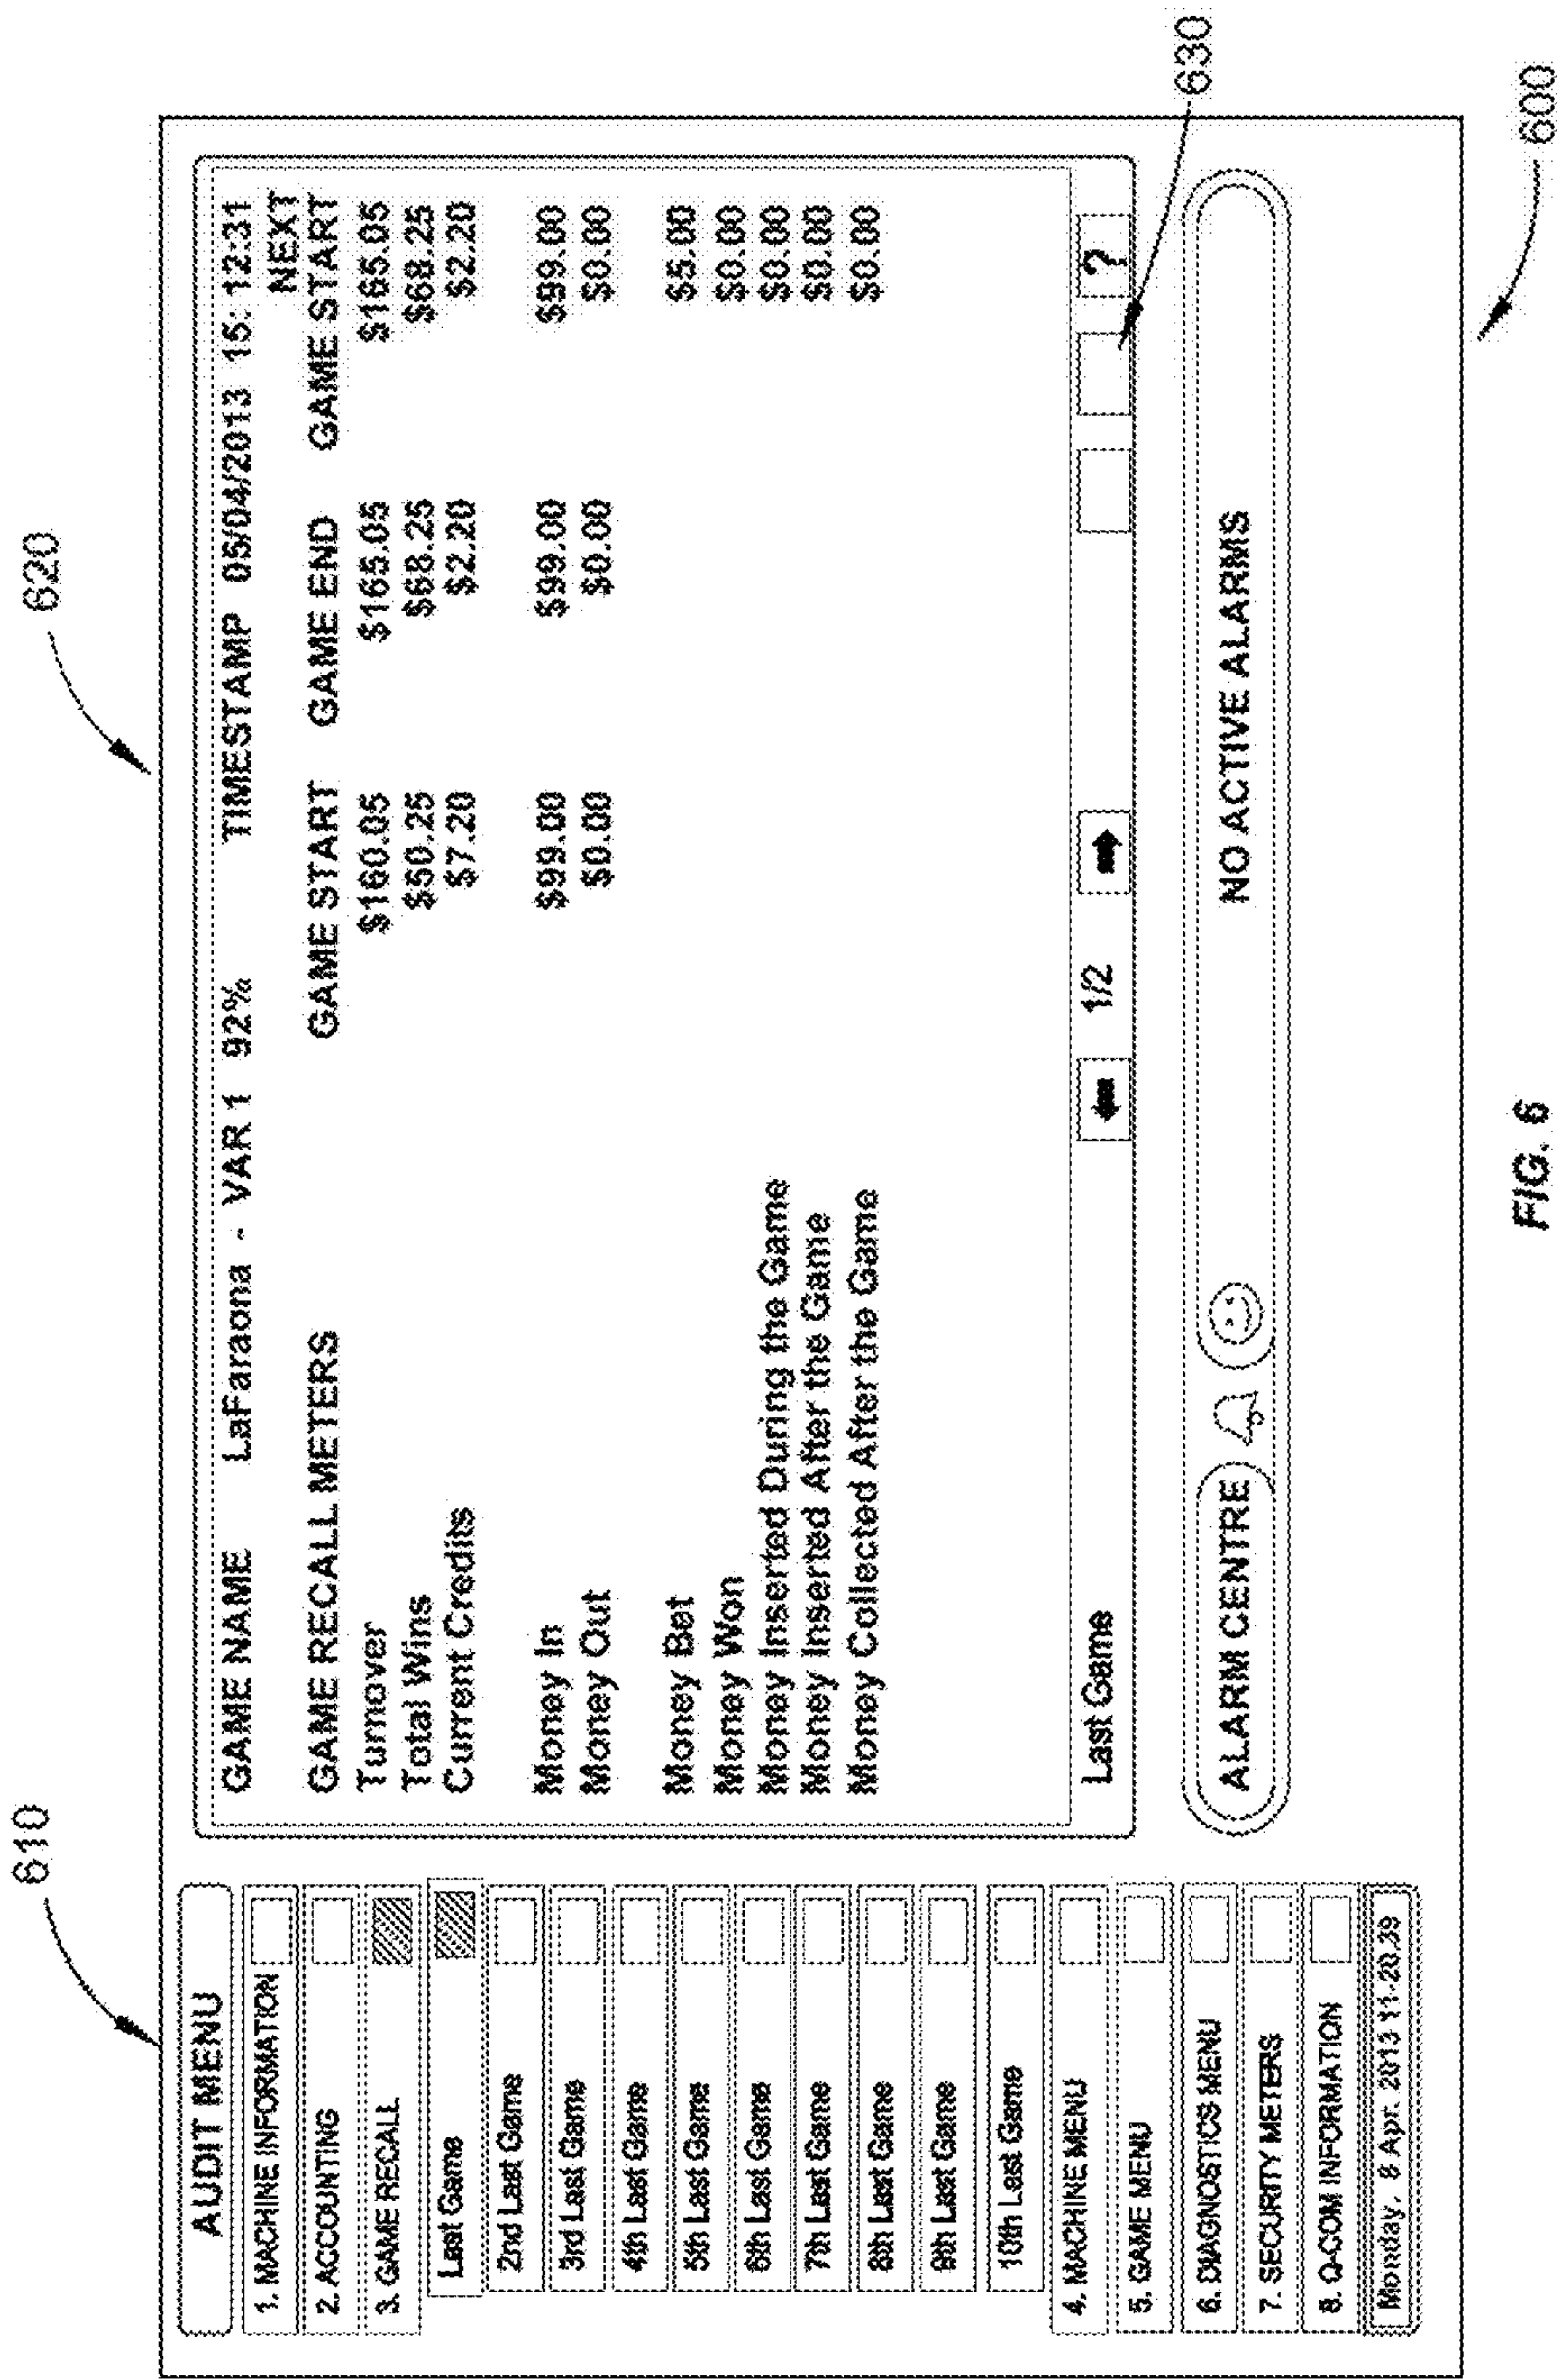 610
620
AUDIT MENU
1. MACHINE INFORMATION
2. ACCOUNTING
3. GAME RECALL
Last Game
2nd Last Game
3rd Last Game
4th Last Game
5th Last Game
6th Last Game
7th Last Game
8th Last Game
9th Last Game
10th Last Game
4. MACHINE MENU
5. GAME MENU
6. DIAGNOSTICS MENU
7. SECURITY METERS
8. Q-COM INFORMATION
Monday, 8 Apr. 2013 11-20.39
GAME NAME LaFaraona - VAR 1 92% TIMESTAMP 05/04/2013 15:12:31
NEXT
GAME RECALL METERS GAME START GAME END GAME START
Turnover $160.05 $165.05 $165.05
Total Wins $50.25 $68.25 $68.25
Current Credits $7.20 $2.20 $2.20
Money In $99.00 $99.00 $99.00
Money Out $0.00 $0.00 $0.00
Money Bet $5.00
Money Won $0.00
Money Inserted During the Game $0.00
Money Inserted After the Game $0.00
Money Collected After the Game $0.00
Last Game 1/2 ?
630
ALARM CENTRE NO ACTIVE ALARMS
600
FIG. 6